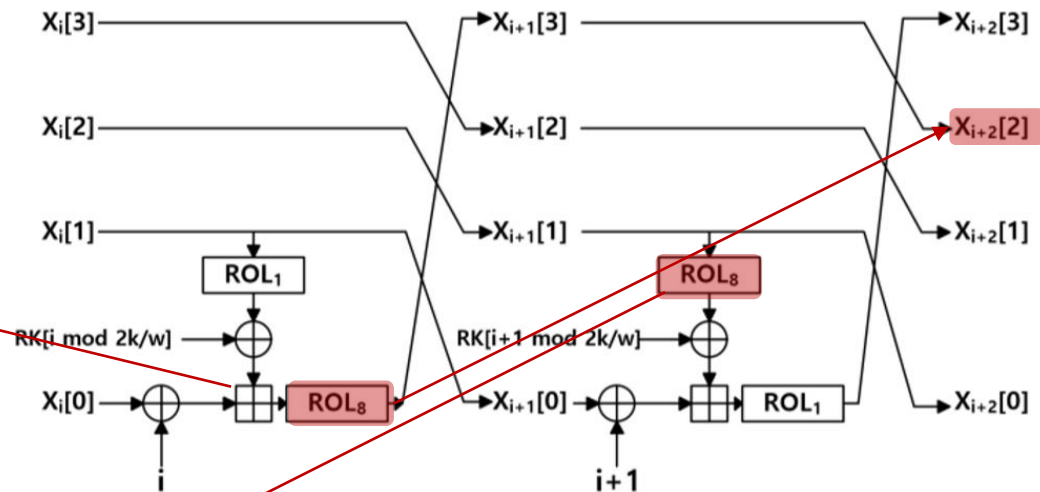 Xi[3] Xi+1[3] Xi+2[3]
Xi[2] Xi+1[2] Xi+2[2]
Xi[1] Xi+1[1] Xi+2[1]
ROL1 ROL8
RK[i mod 2k/w] RK[i+1 mod 2k/w]
Xi[0] ROL8 Xi+1[0] ROL1 Xi+2[0]
i i+1